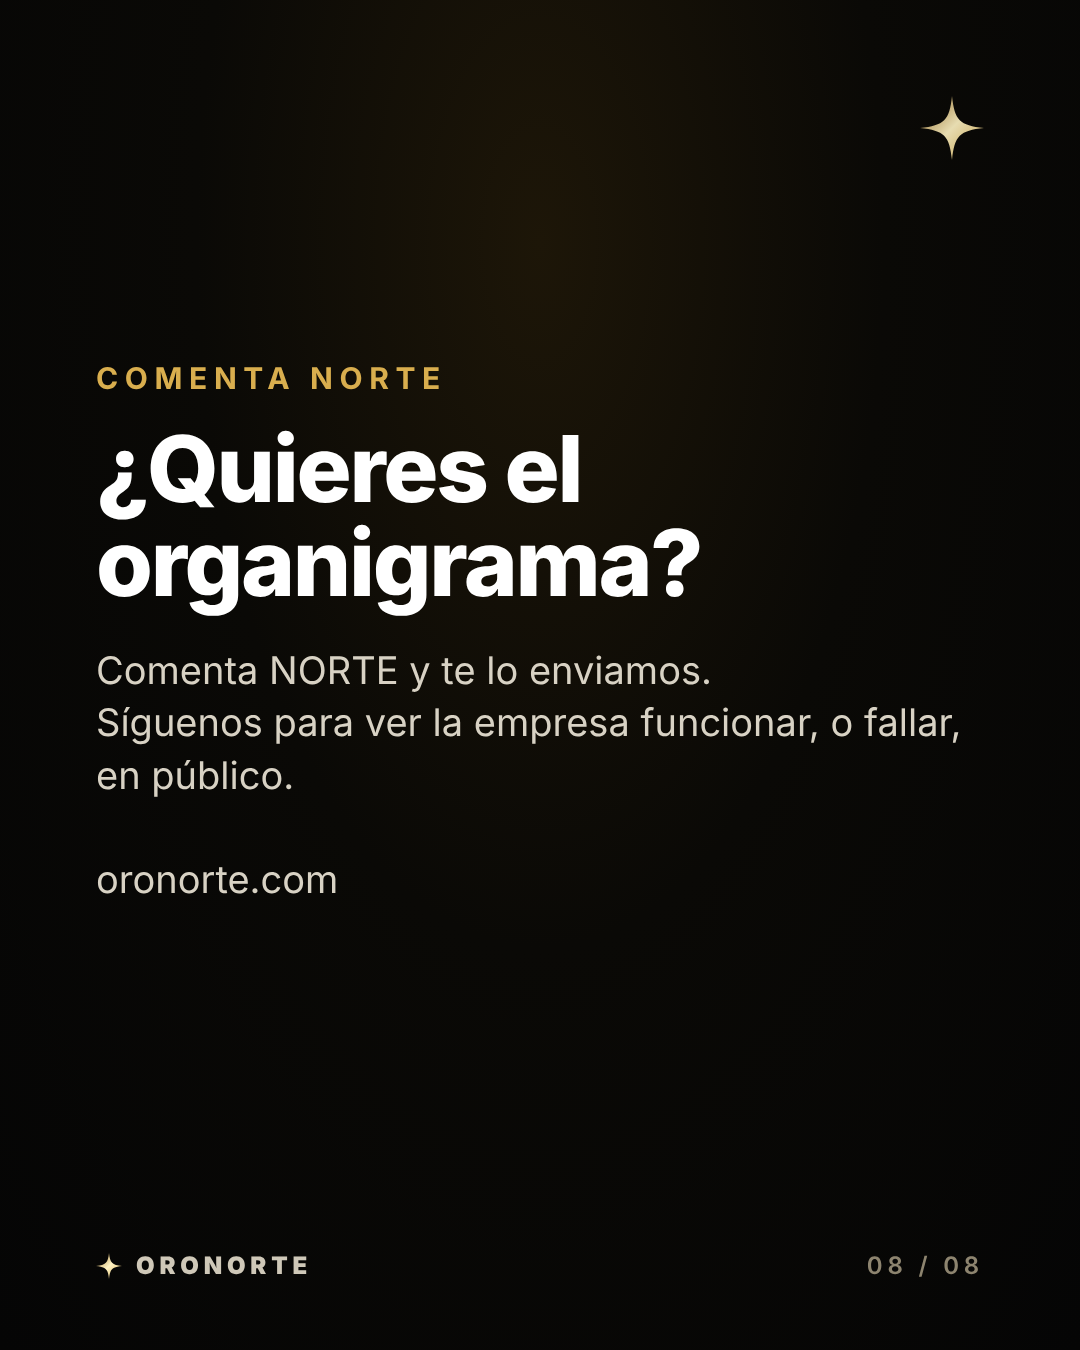 COMENTA NORTE
¿Quieres el
organigrama?
Comenta NORTE y te lo enviamos.
Síguenos para ver la empresa funcionar, o fallar,
en público.
oronorte.com
ORONORTE
08 / 08